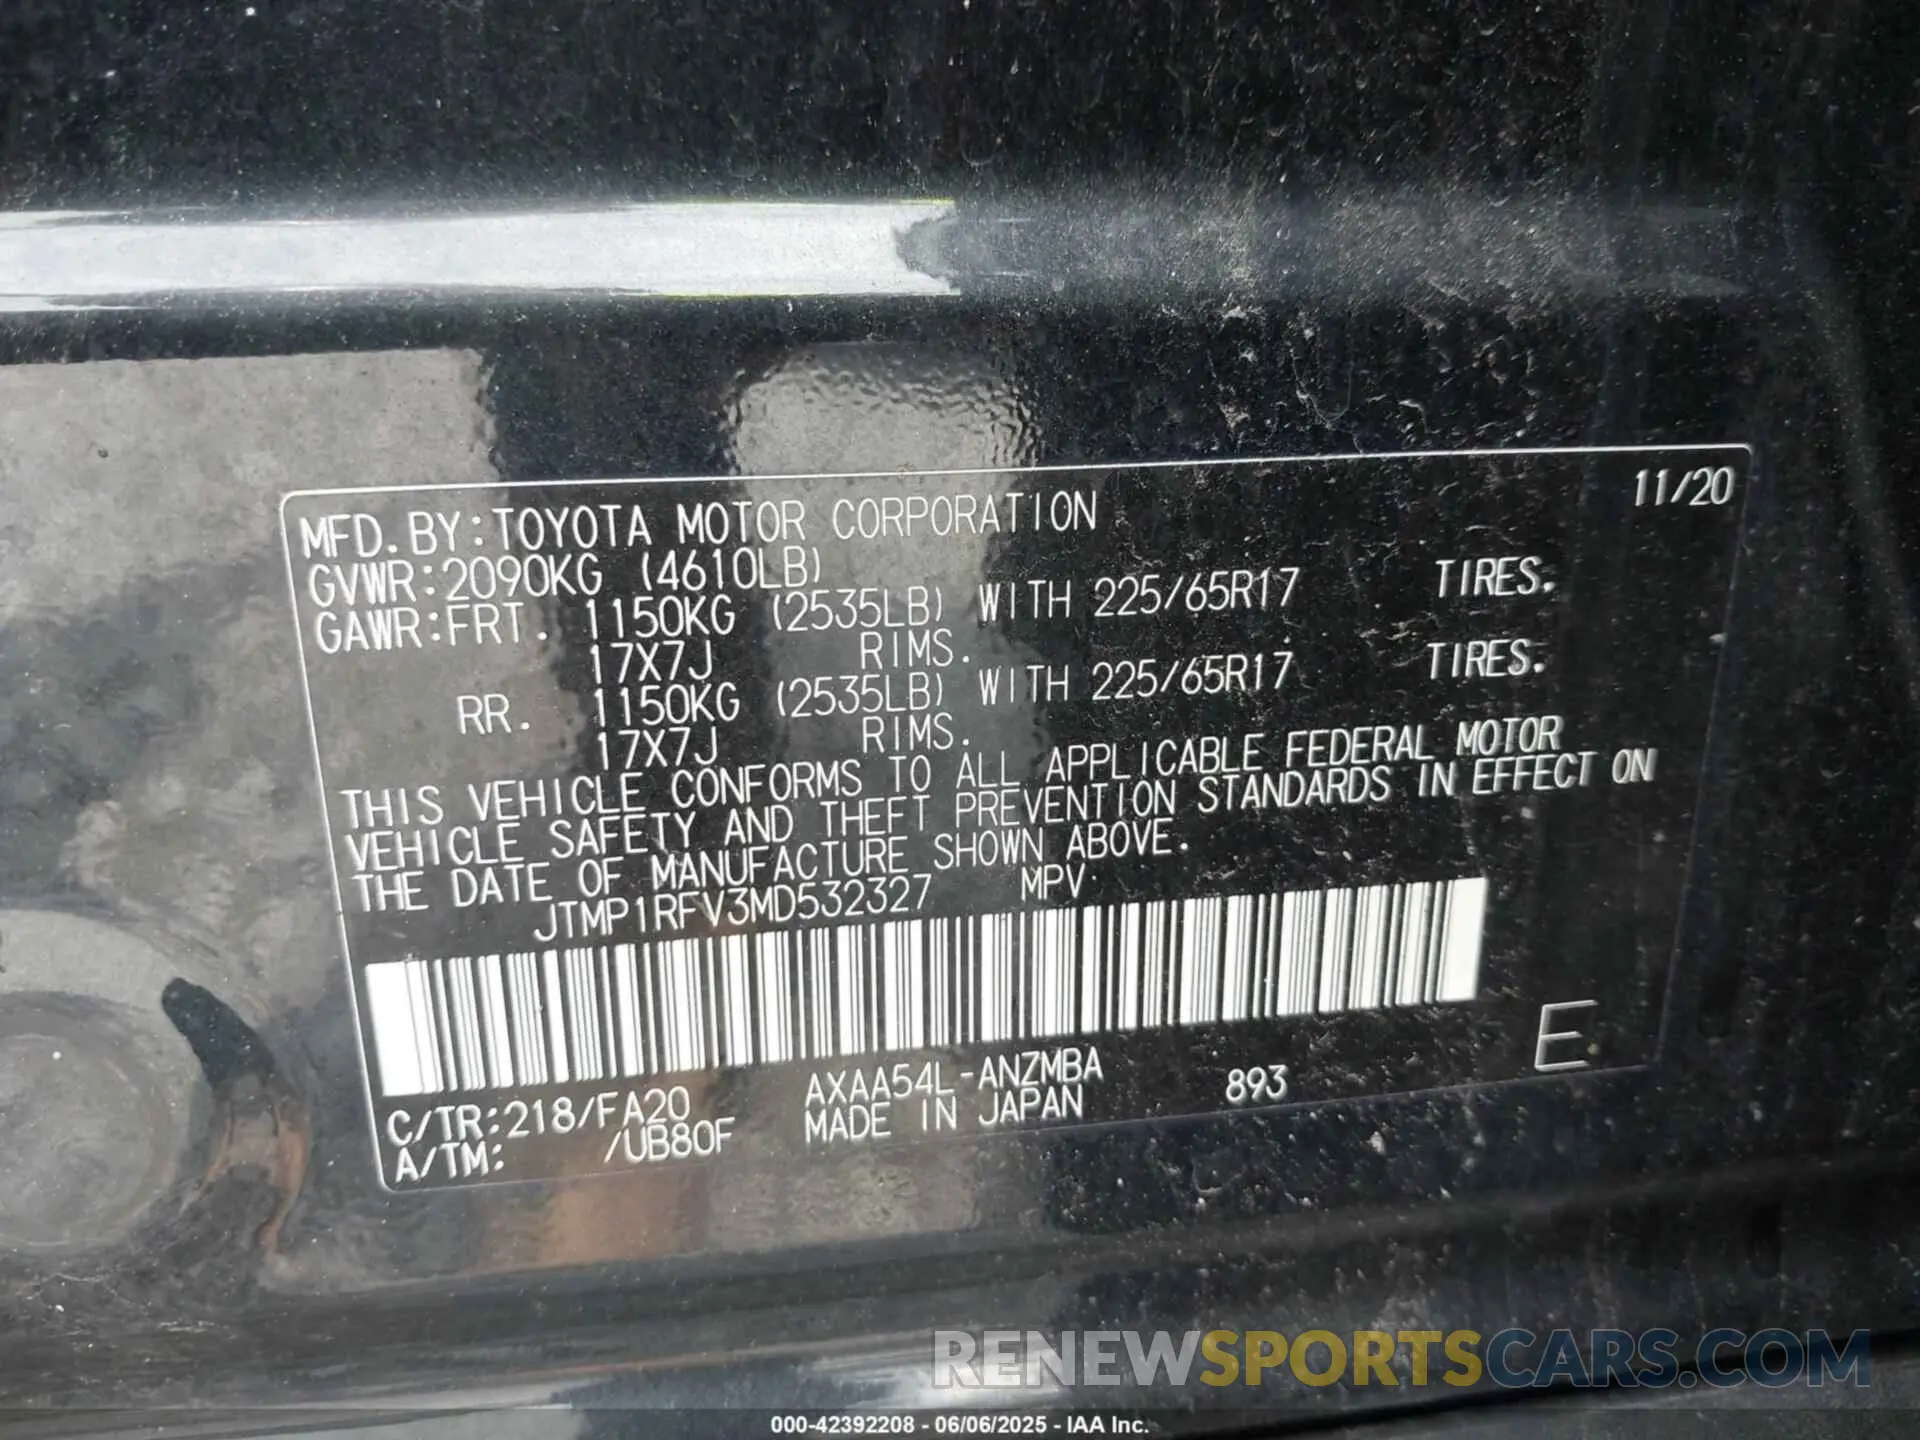 11/20
MFD. BY: TOYOTA MOTOR CORPORATION
GVWR: 2090KG (4610LB)
GAWR: FRT. 1150KG (2535LB) WITH 225/65R17 TIRES.
17X7J RIMS.
RR. 1150KG (2535LB) WITH 225/65R17 TIRES.
17X7J RIMS.
THIS VEHICLE CONFORMS TO ALL APPLICABLE FEDERAL MOTOR
VEHICLE SAFETY AND THEFT PREVENTION STANDARDS IN EFFECT ON
THE DATE OF MANUFACTURE SHOWN ABOVE.
JTMP1RFV3MD532327 MPV
E
C/TR: 218/FA20 AXAA54L-ANZMBA 893
A/TM: /UB80F MADE IN JAPAN
RENEWSPORTSCARS.COM
000-42392208 - 06/06/2025 - IAA Inc.